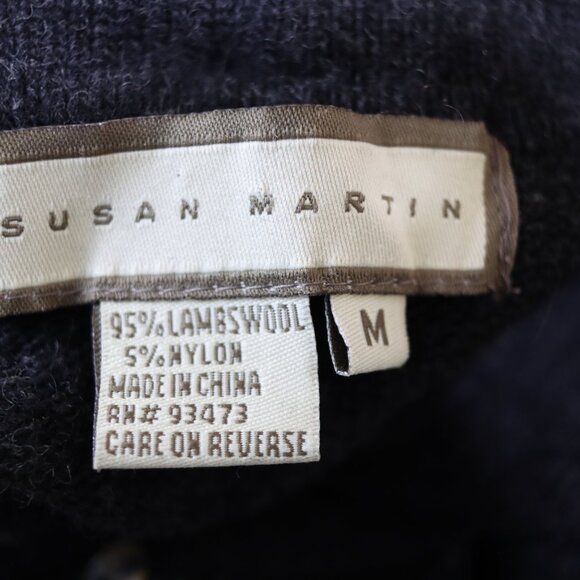 SUSAN MARTIN
95% LAMBSWOOL
5% NYLON
MADE IN CHINA
RN# 93473
CARE ON REVERSE
M